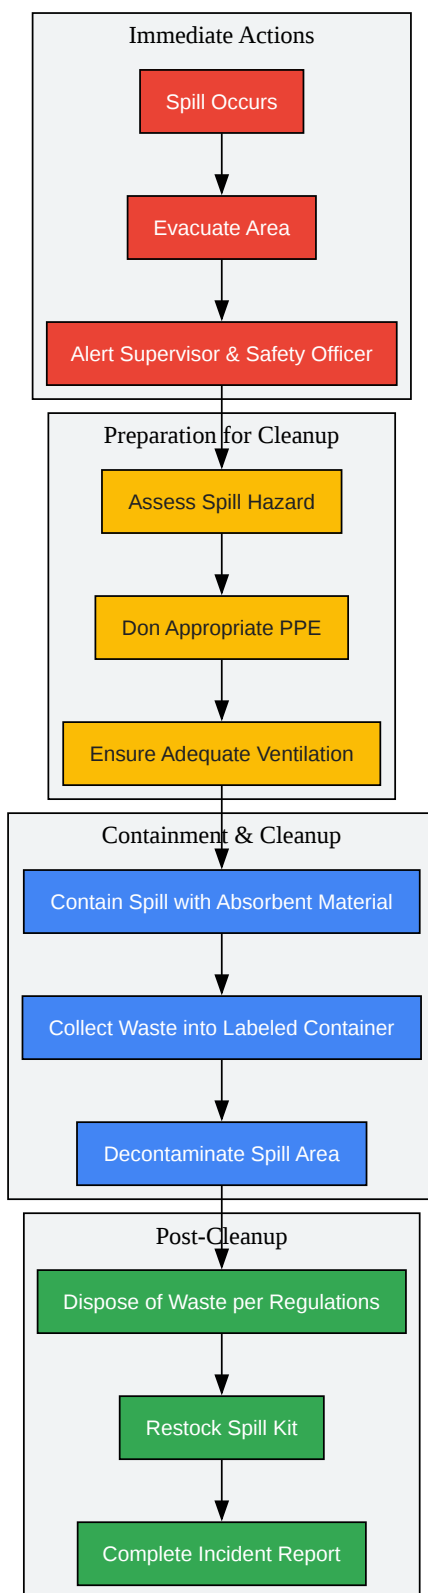 Immediate Actions
Spill Occurs
Evacuate Area
Alert Supervisor & Safety Officer
Preparation for Cleanup
Assess Spill Hazard
Don Appropriate PPE
Ensure Adequate Ventilation
Containment & Cleanup
Contain Spill with Absorbent Material
Collect Waste into Labeled Container
Decontaminate Spill Area
Post-Cleanup
Dispose of Waste per Regulations
Restock Spill Kit
Complete Incident Report